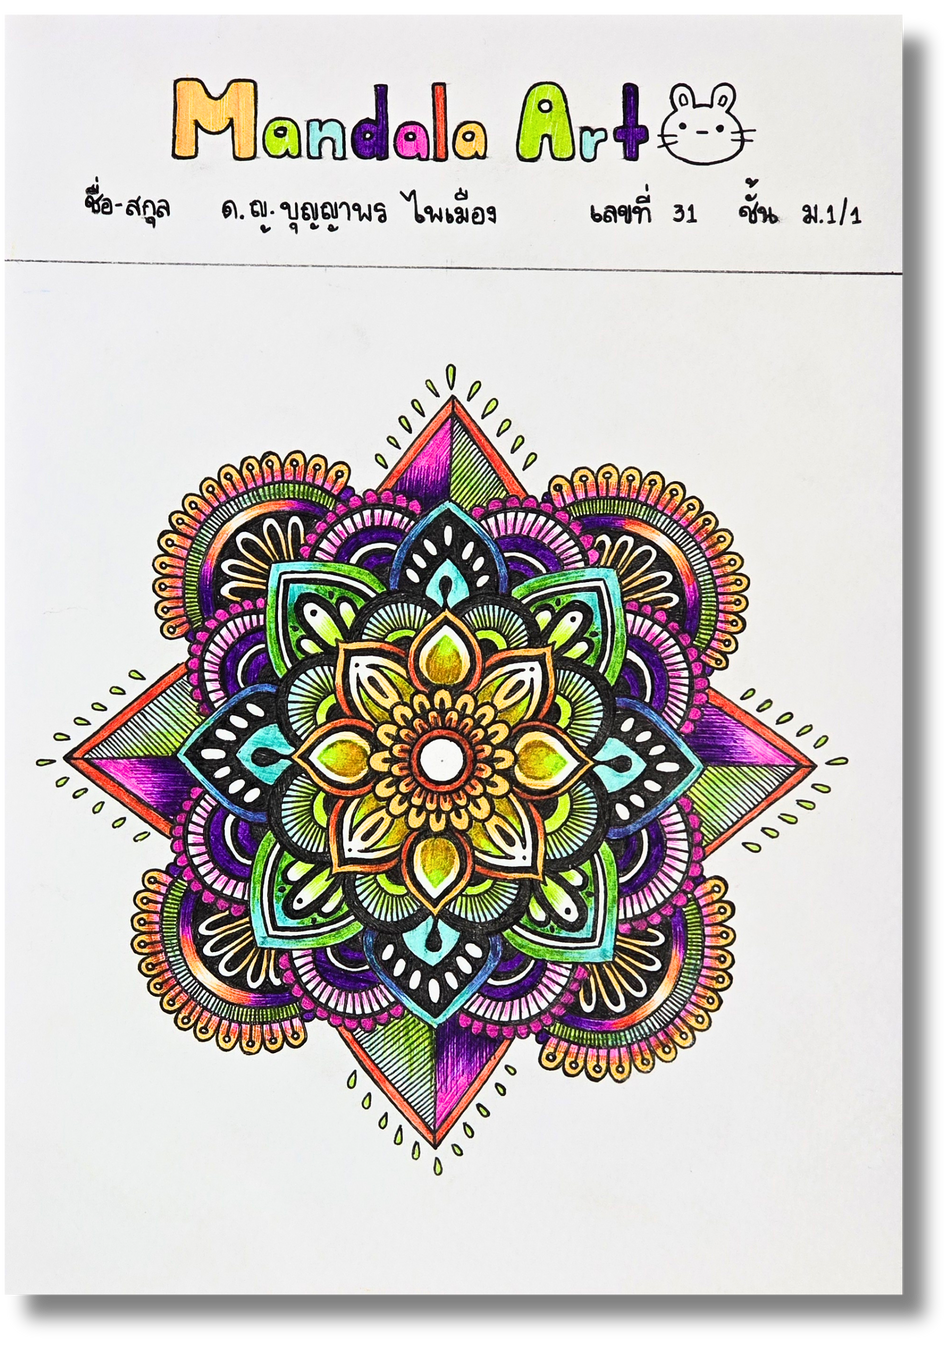 Mandala Art
ชื่อ-สกุล ด.ญ.บุญญาพร ไพเมือง เลขที่ 31 ชั้น ม.1/1